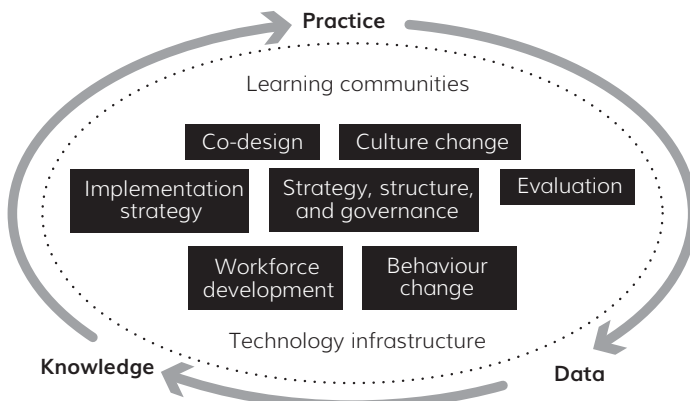 Practice
Learning communities
Co-design
Culture change
Implementation
strategy
Strategy, structure,
and governance
Evaluation
Workforce
development
Behaviour
change
Technology infrastructure
Knowledge
Data